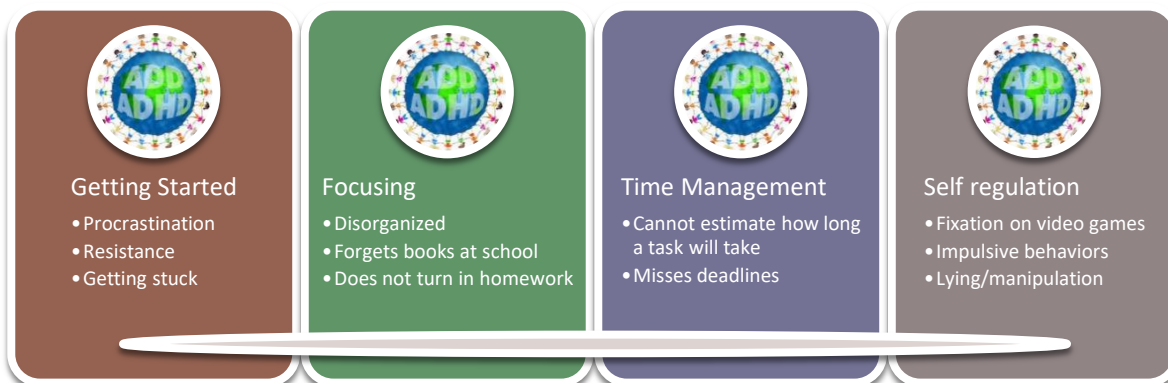 ADD
ADHD
Getting Started
•Procrastination
•Resistance
•Getting stuck
ADD
ADHD
Focusing
•Disorganized
•Forgets books at school
•Does not turn in homework
ADD
ADHD
Time Management
•Cannot estimate how long
a task will take
•Misses deadlines
ADD
ADHD
Self regulation
•Fixation on video games
•Impulsive behaviors
•Lying/manipulation